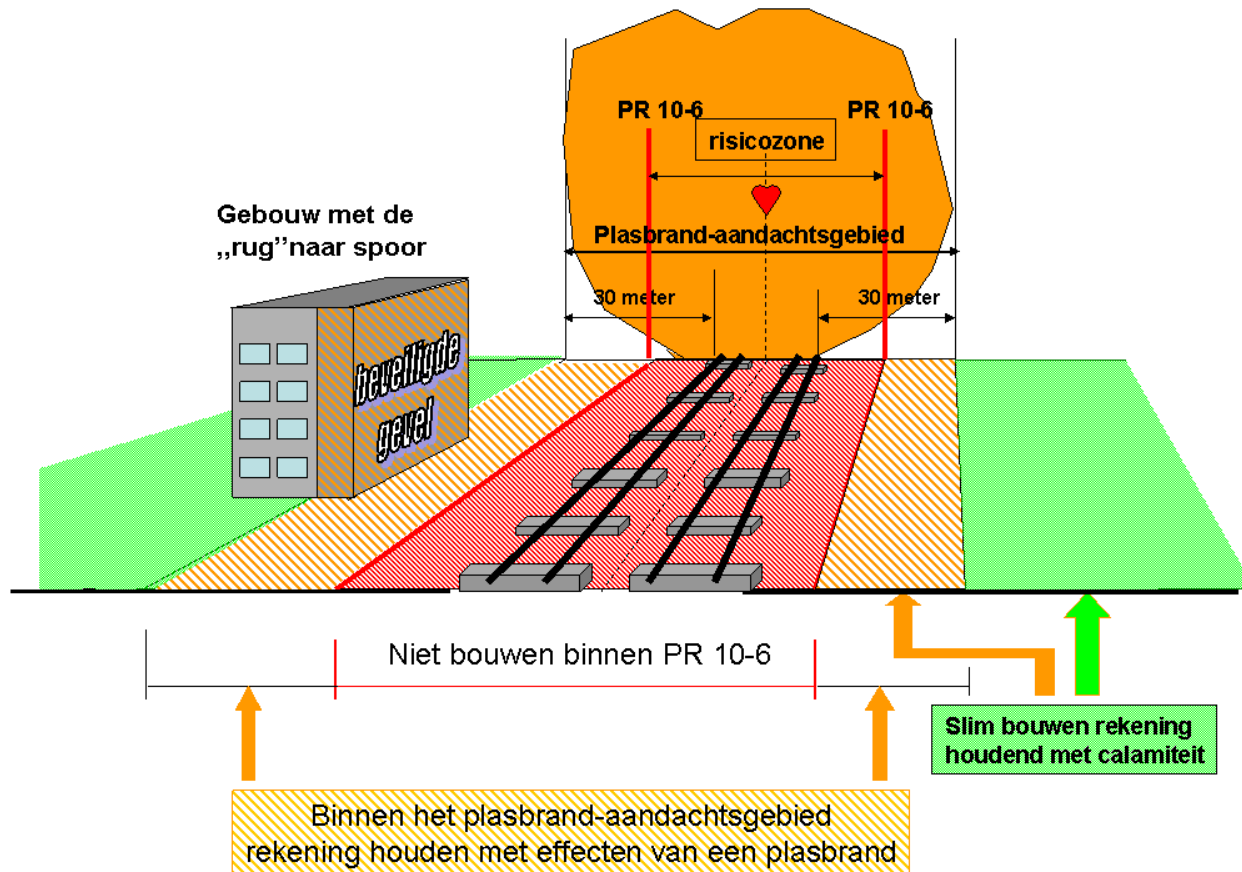 PR 10-6
PR 10-6
risicozone
Gebouw met de
,,rug”naar spoor
Plasbrand-aandachtsgebied
30 meter
30 meter
beveiligde
gevel
Niet bouwen binnen PR 10-6
Slim bouwen rekening
houdend met calamiteit
Binnen het plasbrand-aandachtsgebied
rekening houden met effecten van een plasbrand